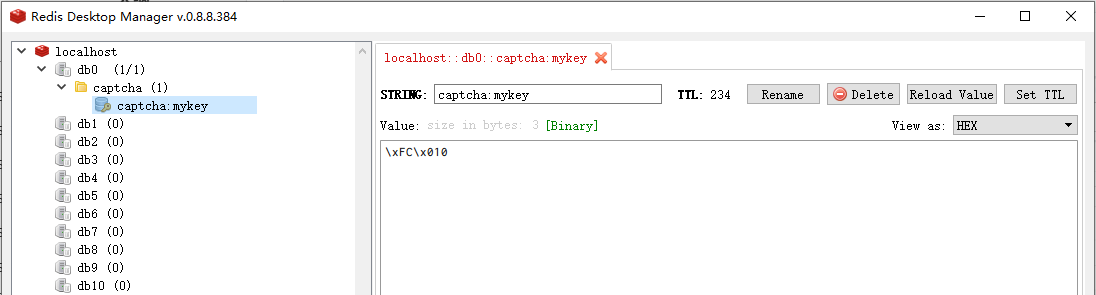 Redis Desktop Manager v.0.8.8.384
localhost
db0 (1/1)
captcha (1)
captcha:mykey
db1 (0)
db2 (0)
db3 (0)
db4 (0)
db5 (0)
db6 (0)
db7 (0)
db8 (0)
db9 (0)
db10 (0)
localhost::db0::captcha:mykey
STRING: captcha:mykey TTL: 234 Rename Delete Reload Value Set TTL
Value: size in bytes: 3 [Binary] View as: HEX
\xFC\x010